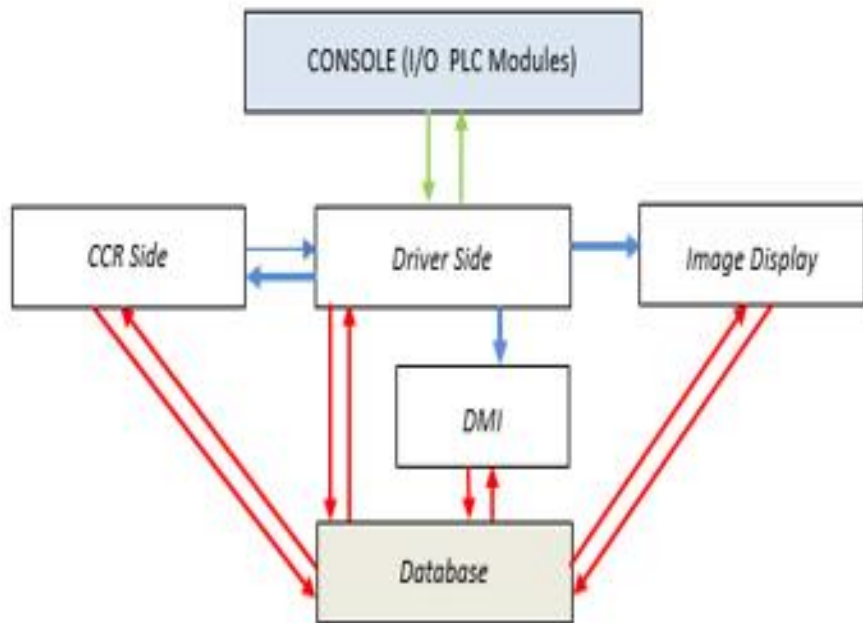 CONSOLE (I/O PLC Modules)
CCR Side
Driver Side
Image Display
DMI
Database